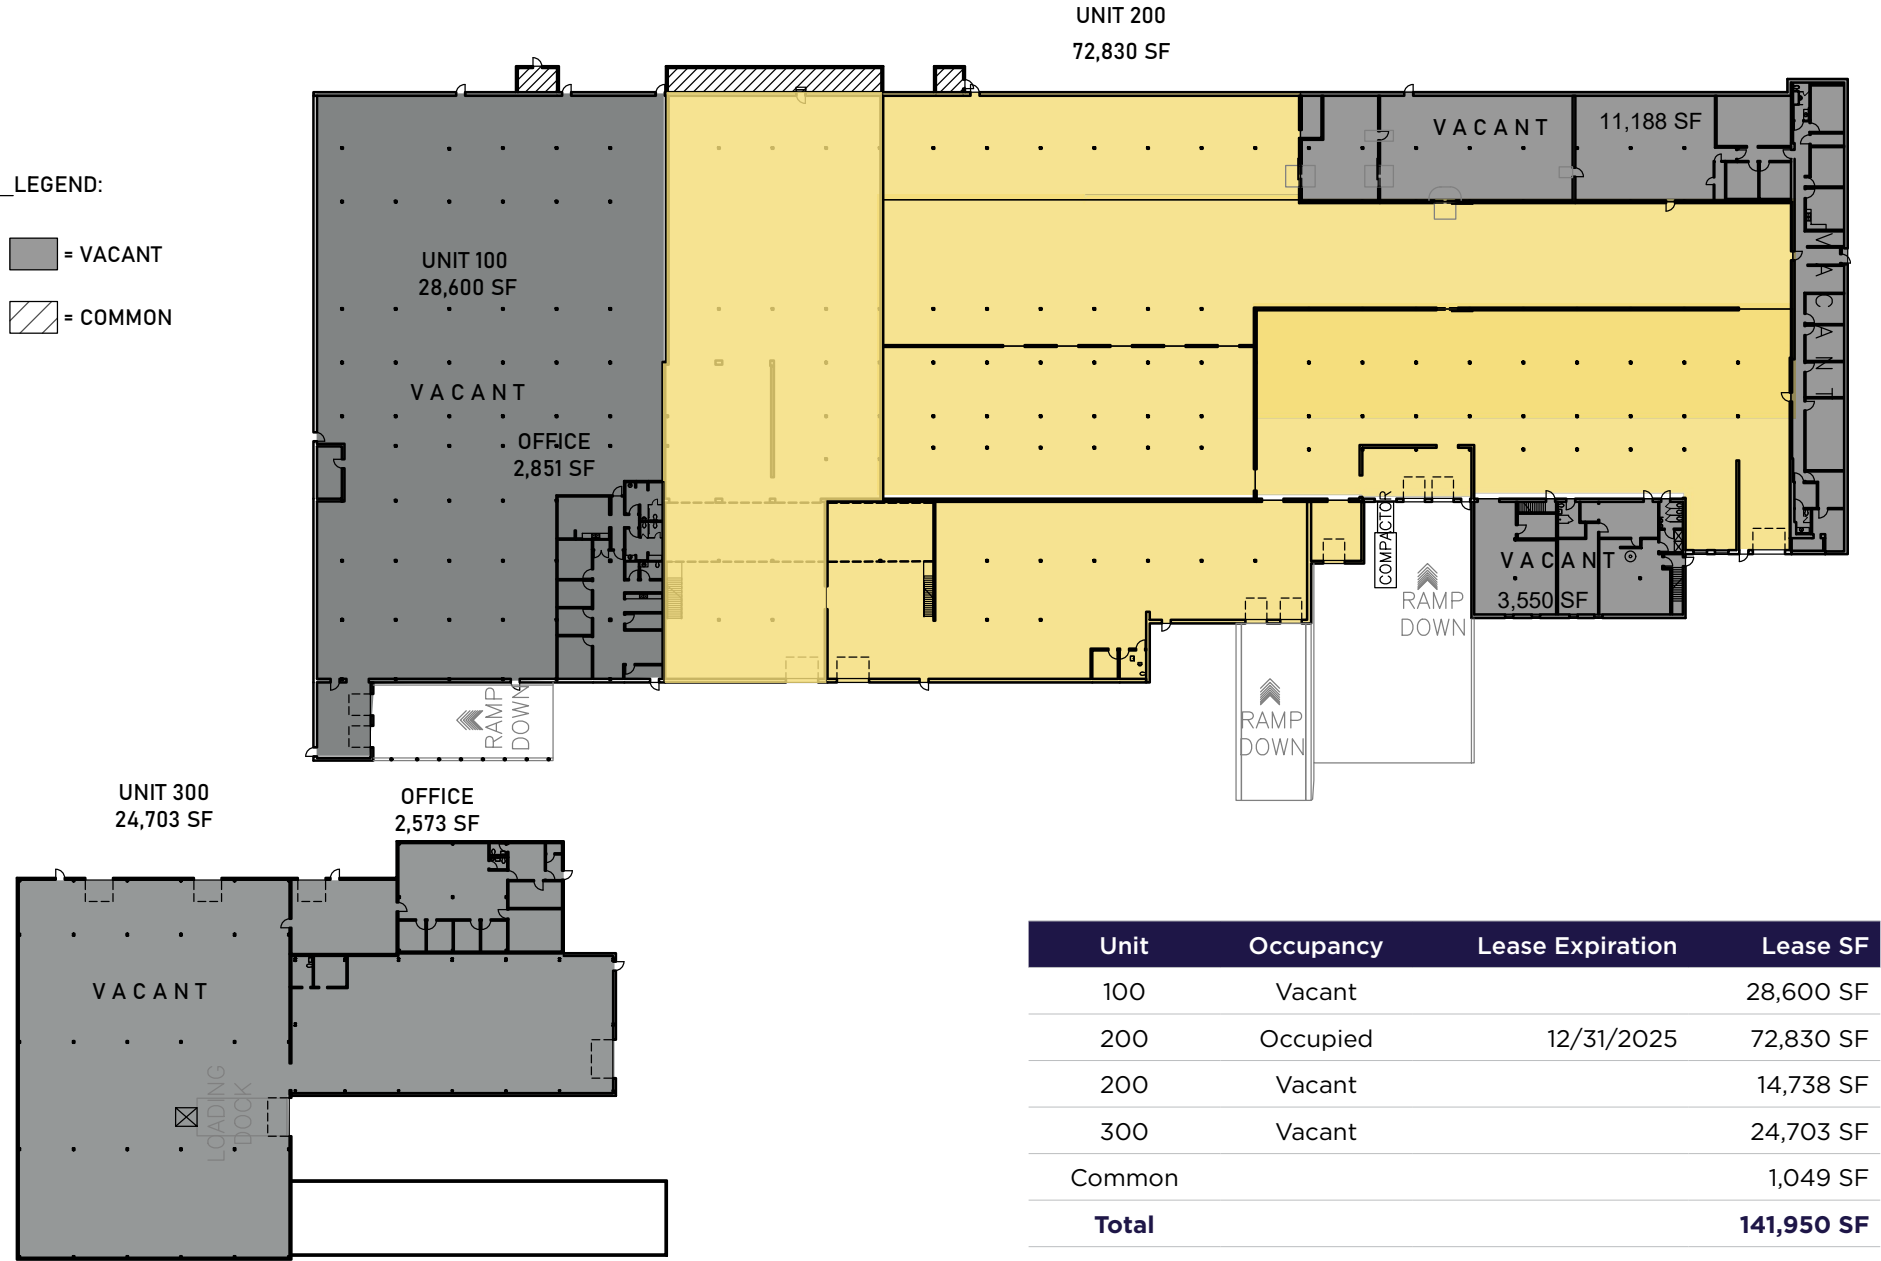 UNIT 200
72,830 SF
VACANT
11,188 SF
_LEGEND:
= VACANT
= COMMON
UNIT 100
28,600 SF
VACANT
OFFICE
2,851 SF
VACANT
COMPACTOR
VACANT
3,550 SF
RAMP
DOWN
RAMP
DOWN
RAMP
DOWN
UNIT 300
24,703 SF
OFFICE
2,573 SF
VACANT
LOADING
DOCK
Unit Occupancy Lease Expiration Lease SF
100 Vacant 28,600 SF
200 Occupied 12/31/2025 72,830 SF
200 Vacant 14,738 SF
300 Vacant 24,703 SF
Common 1,049 SF
Total 141,950 SF